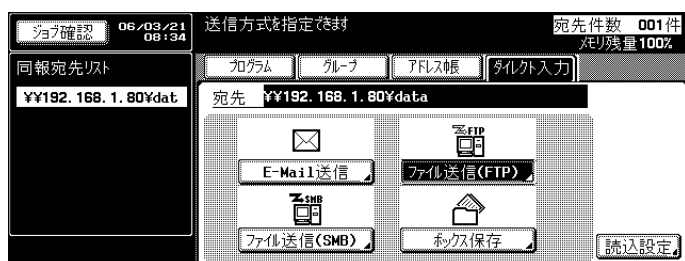 ジョブ確認
06/03/21
08:34
送信方式を指定できます
宛先件数 001件
メモリ残量100%
同報宛先リスト
プログラム
グループ
アドレス帳
ダイレクト入力
¥¥192.168.1.80¥dat
宛先 ¥¥192.168.1.80¥data
FTP
E-Mail送信
ファイル送信(FTP)
SMB
ファイル送信(SMB)
ボックス保存
読込設定